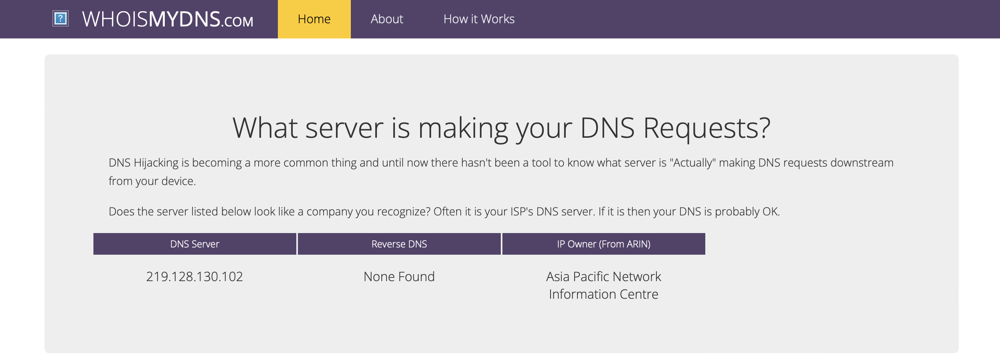 WHOISMYDNS.COM
Home
About
How it Works
What server is making your DNS Requests?
DNS Hijacking is becoming a more common thing and until now there hasn't been a tool to know what server is "Actually" making DNS requests downstream
from your device.
Does the server listed below look like a company you recognize? Often it is your ISP's DNS server. If it is then your DNS is probably OK.
DNS Server
Reverse DNS
IP Owner (From ARIN)
219.128.130.102
None Found
Asia Pacific Network
Information Centre